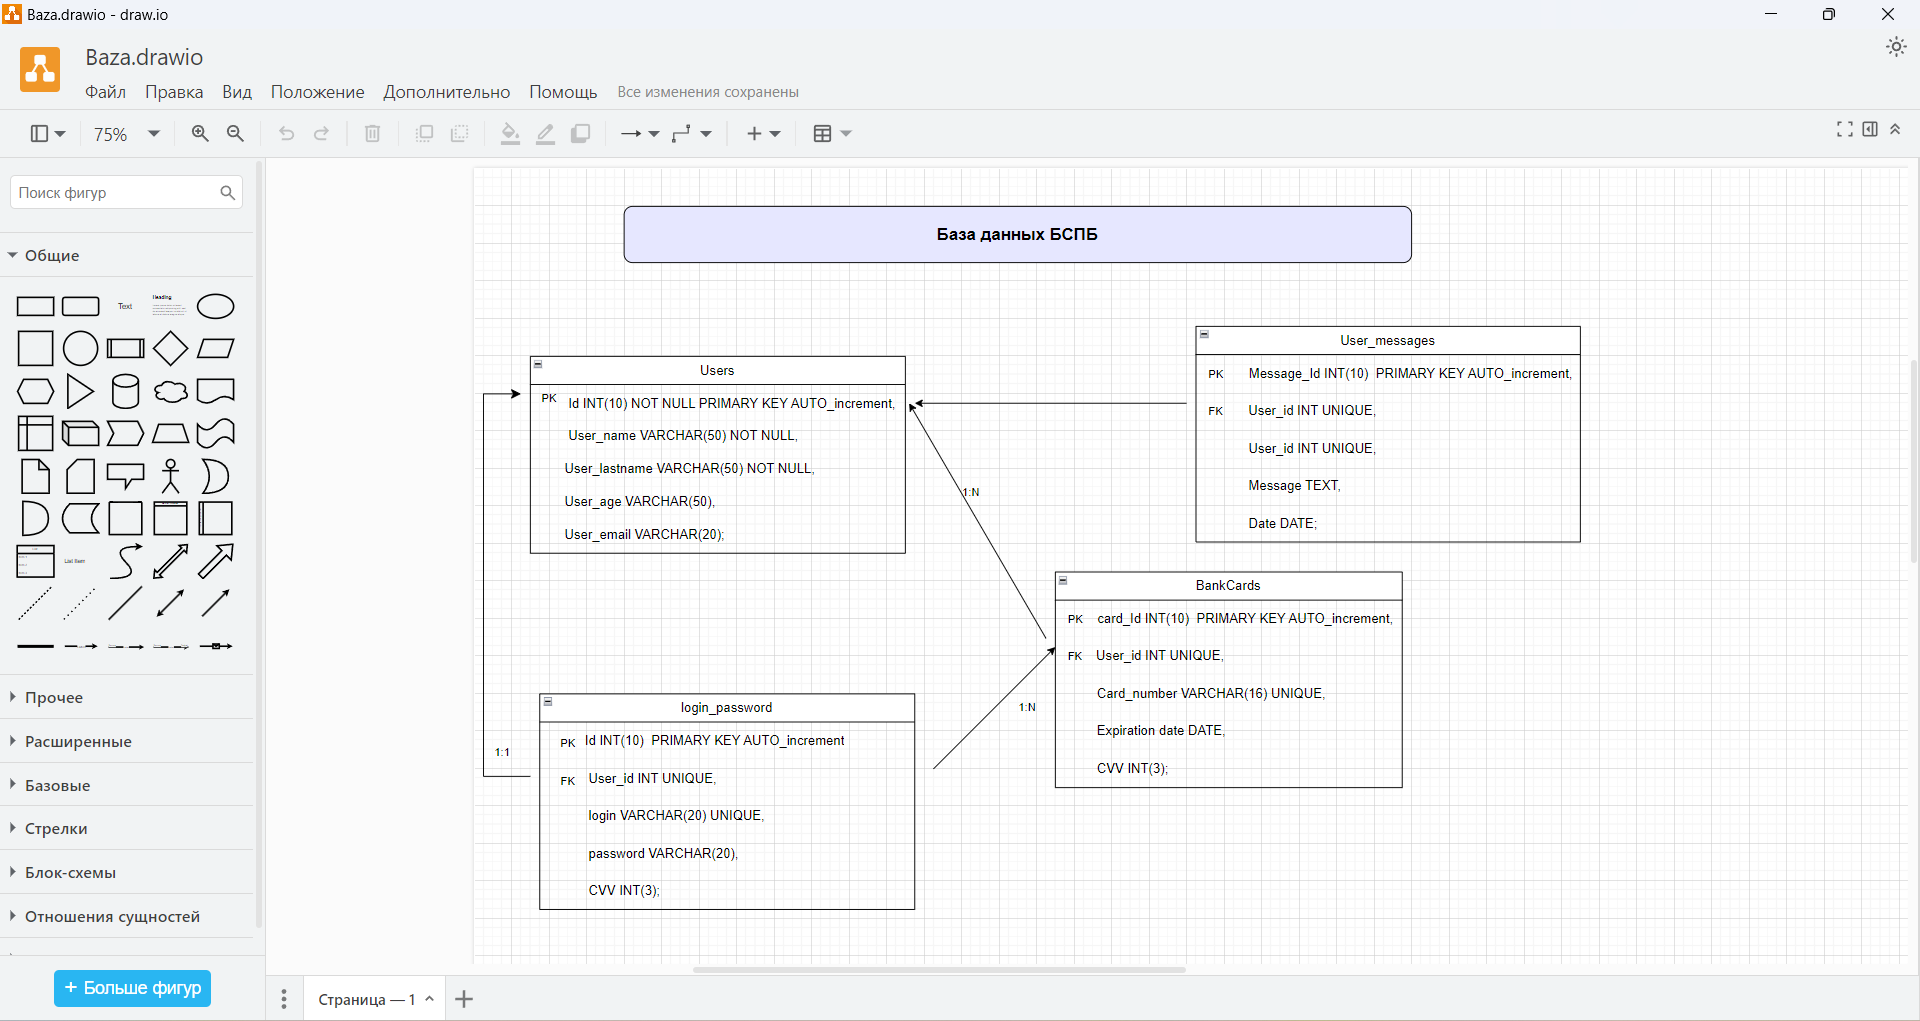 Baza.drawio - draw.io
Baza.drawio
Файл Правка Вид Положение Дополнительно Помощь Все изменения сохранены
75%
Поиск фигур
Общие
Text
Heading
List Item
Прочее
Расширенные
Базовые
Стрелки
Блок-схемы
Отношения сущностей
+ Больше фигур
База данных БСПБ
Users
PK Id INT(10) NOT NULL PRIMARY KEY AUTO_increment,
User_name VARCHAR(50) NOT NULL,
User_lastname VARCHAR(50) NOT NULL,
User_age VARCHAR(50),
User_email VARCHAR(20);
User_messages
PK Message_Id INT(10) PRIMARY KEY AUTO_increment,
FK User_id INT UNIQUE,
User_id INT UNIQUE,
Message TEXT,
Date DATE;
1:N
BankCards
PK card_Id INT(10) PRIMARY KEY AUTO_increment,
FK User_id INT UNIQUE,
Card_number VARCHAR(16) UNIQUE,
Expiration date DATE,
CVV INT(3);
1:N
1:1
login_password
PK Id INT(10) PRIMARY KEY AUTO_increment
FK User_id INT UNIQUE,
login VARCHAR(20) UNIQUE,
password VARCHAR(20),
CVV INT(3);
Страница — 1